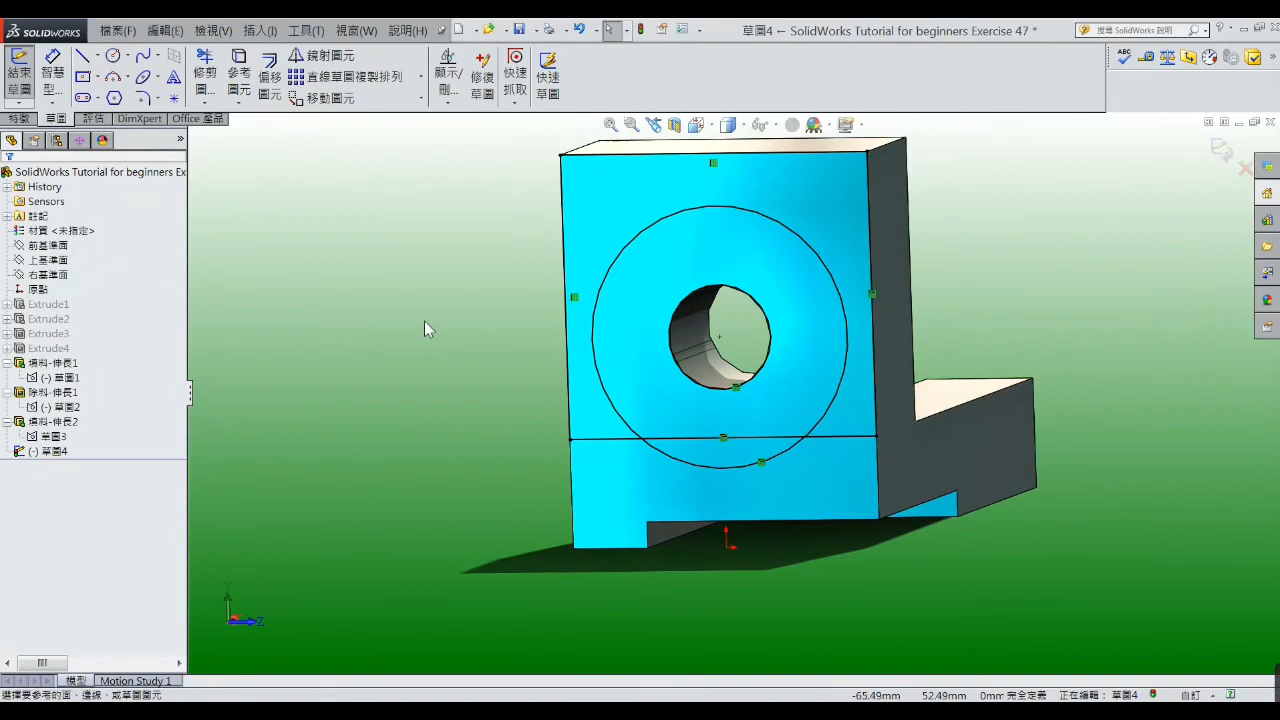 SOLIDWORKS 檔案(F) 編輯(E) 檢視(V) 插入(I) 工具(T) 視窗(W) 說明(H) 草圖4 ← SolidWorks Tutorial for beginners Exercise 47 * 搜尋 SolidWorks 說明
結束草圖 智慧型... 修剪圖... 參考圖元 偏移圖元 鏡射圖元 直線草圖複製排列 移動圖元 顯示/刪... 修復草圖 快速抓取 快速草圖
特徵 草圖 評估 DimXpert Office 產品
SolidWorks Tutorial for beginners Ex
History
Sensors
註記
材質 <未指定>
前基準面
上基準面
右基準面
原點
Extrude1
Extrude2
Extrude3
Extrude4
填料-伸長1
(-) 草圖1
除料-伸長1
(-) 草圖2
填料-伸長2
草圖3
(-) 草圖4
Y
Z
模型 Motion Study 1
選擇要參考的面、邊線、或草圖圖元 -65.49mm 52.49mm 0mm 完全定義 正在編輯：草圖4 自訂